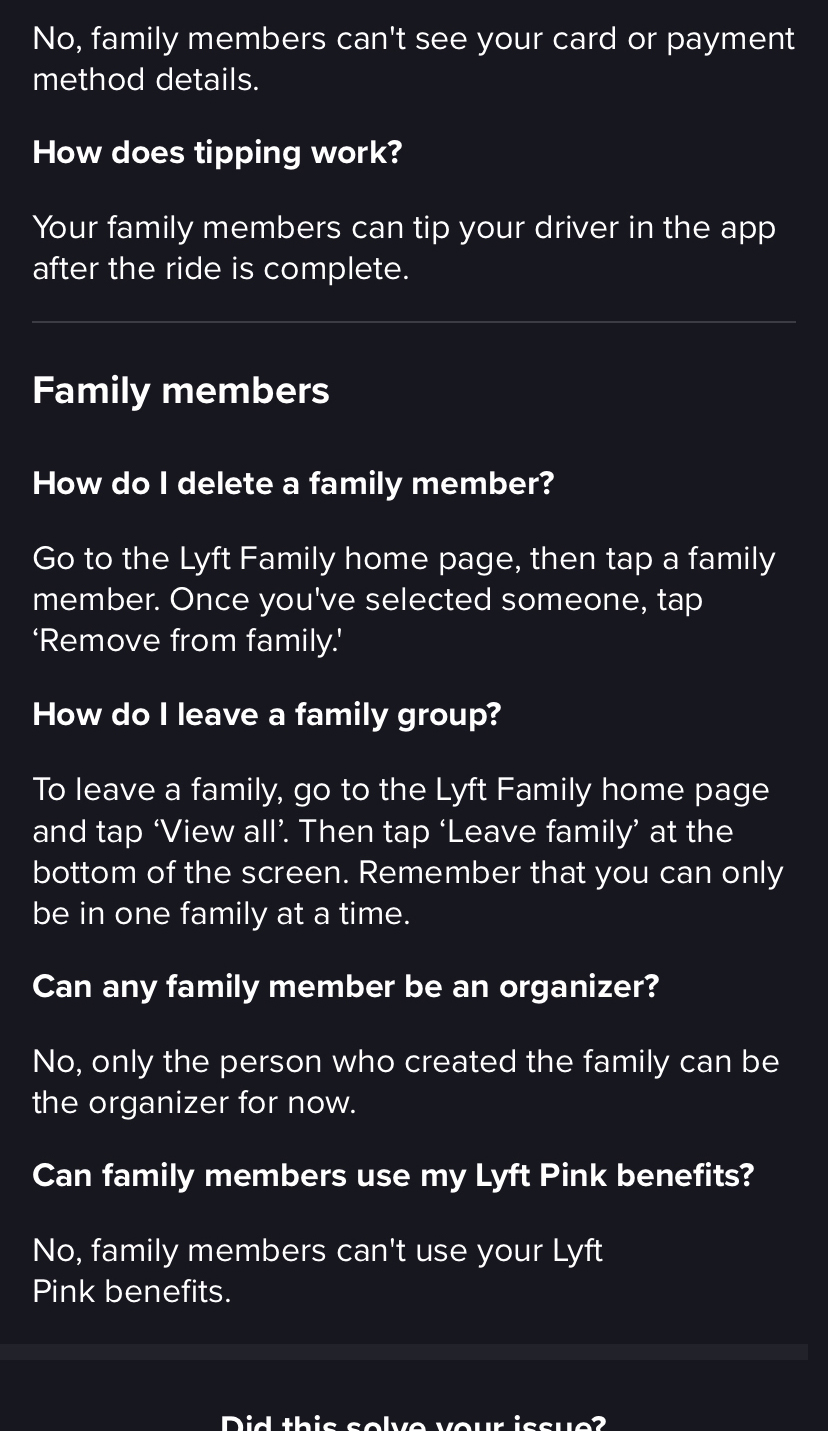 No, family members can't see your card or payment
method details.
How does tipping work?
Your family members can tip your driver in the app
after the ride is complete.
Family members
How do I delete a family member?
Go to the Lyft Family home page, then tap a family
member. Once you've selected someone, tap
‘Remove from family.'
How do I leave a family group?
To leave a family, go to the Lyft Family home page
and tap ‘View all’. Then tap ‘Leave family’ at the
bottom of the screen. Remember that you can only
be in one family at a time.
Can any family member be an organizer?
No, only the person who created the family can be
the organizer for now.
Can family members use my Lyft Pink benefits?
No, family members can't use your Lyft
Pink benefits.
Did this solve your issue?